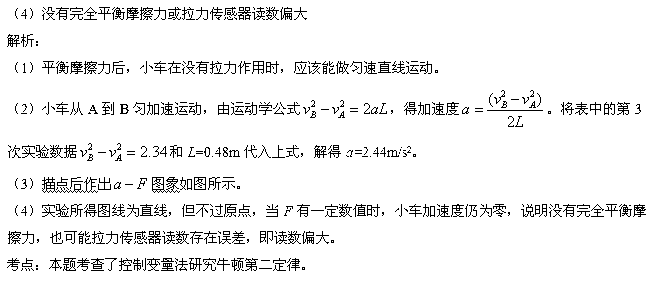 （4）没有完全平衡摩擦力或拉力传感器读数偏大
解析：
（1）平衡摩擦力后，小车在没有拉力作用时，应该能做匀速直线运动。
（2）小车从 A 到 B 匀加速运动，由运动学公式 $v_B^2-v_A^2=2aL$，得加速度 $a=\frac{(v_B^2-v_A^2)}{2L}$。将表中的第 3
次实验数据 $v_B^2-v_A^2=2.34$ 和 L=0.48m 代入上式，解得 a=2.44m/s²。
（3）描点后作出 a－F 图象如图所示。
（4）实验所得图线为直线，但不过原点，当 F 有一定数值时，小车加速度仍为零，说明没有完全平衡摩
擦力，也可能拉力传感器读数存在误差，即读数偏大。
考点：本题考查了控制变量法研究牛顿第二定律。